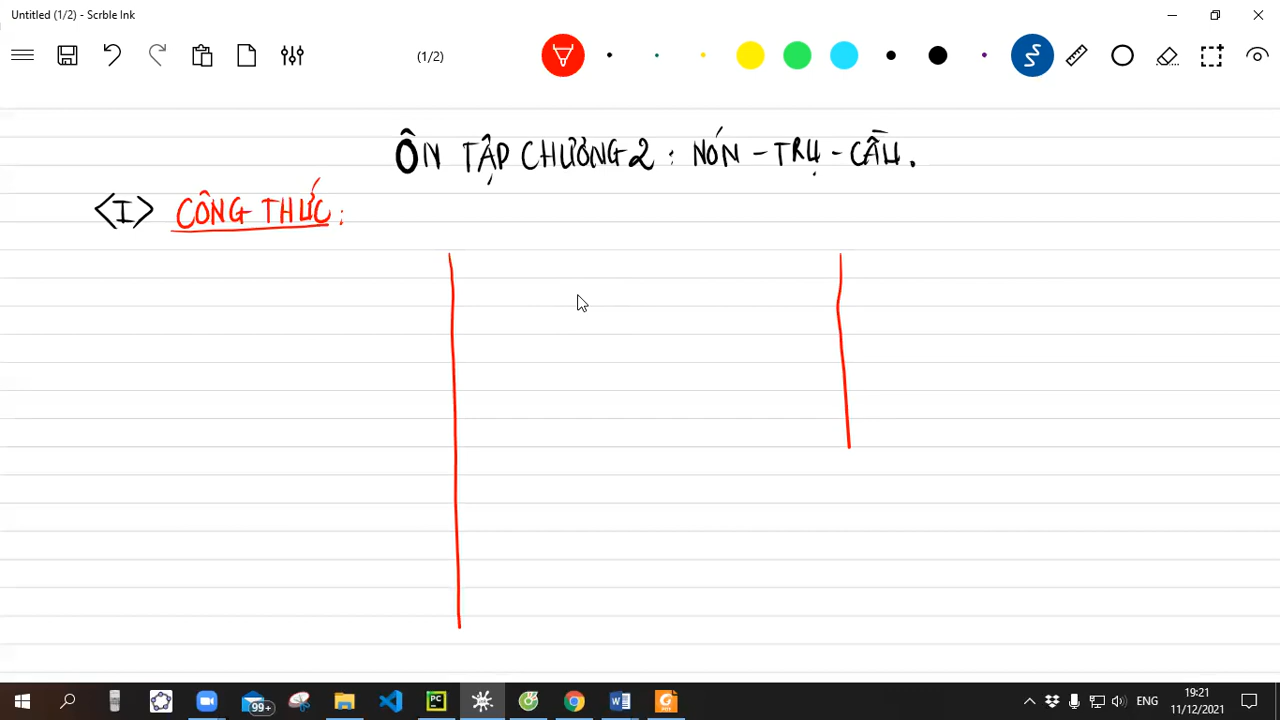 Untitled (1/2) - Scrble Ink
(1/2)
ÔN TẬP CHƯƠNG 2 : NÓN - TRỤ - CẦU.
<I> CÔNG THỨC :
99+
ENG
19:21
11/12/2021